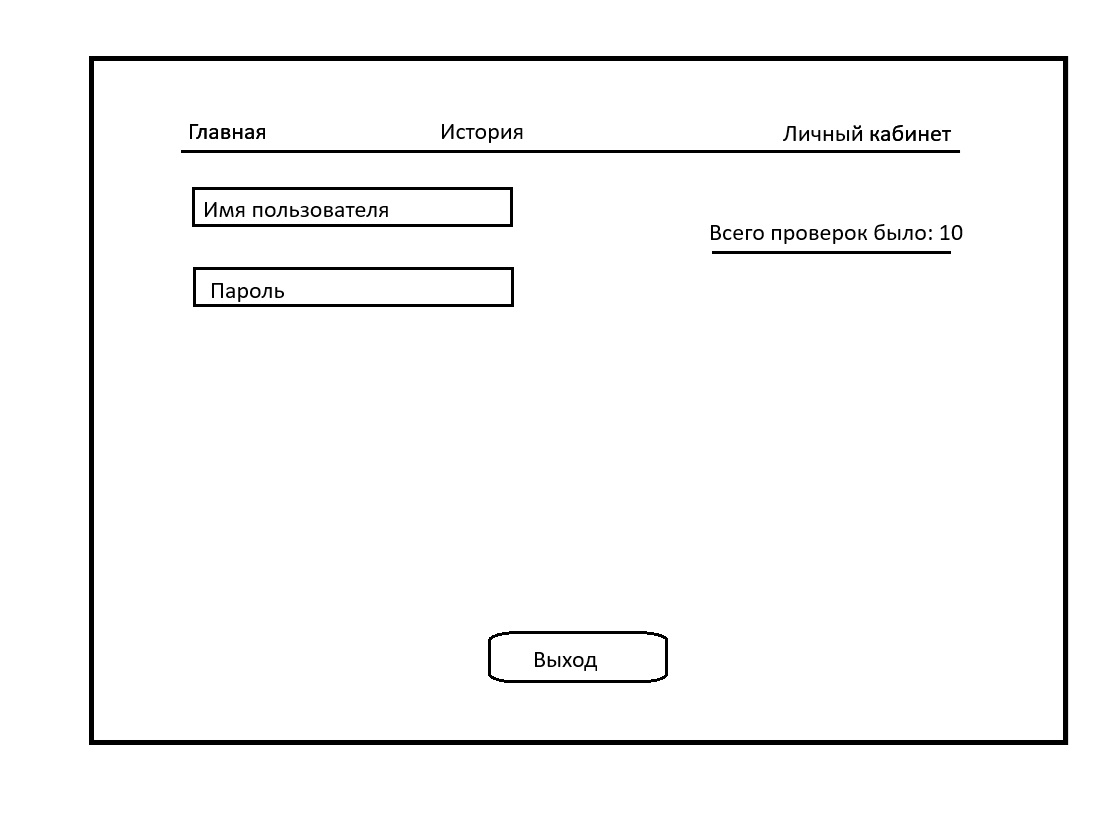 Главная История Личный кабинет
Имя пользователя
Всего проверок было: 10
Пароль
Выход